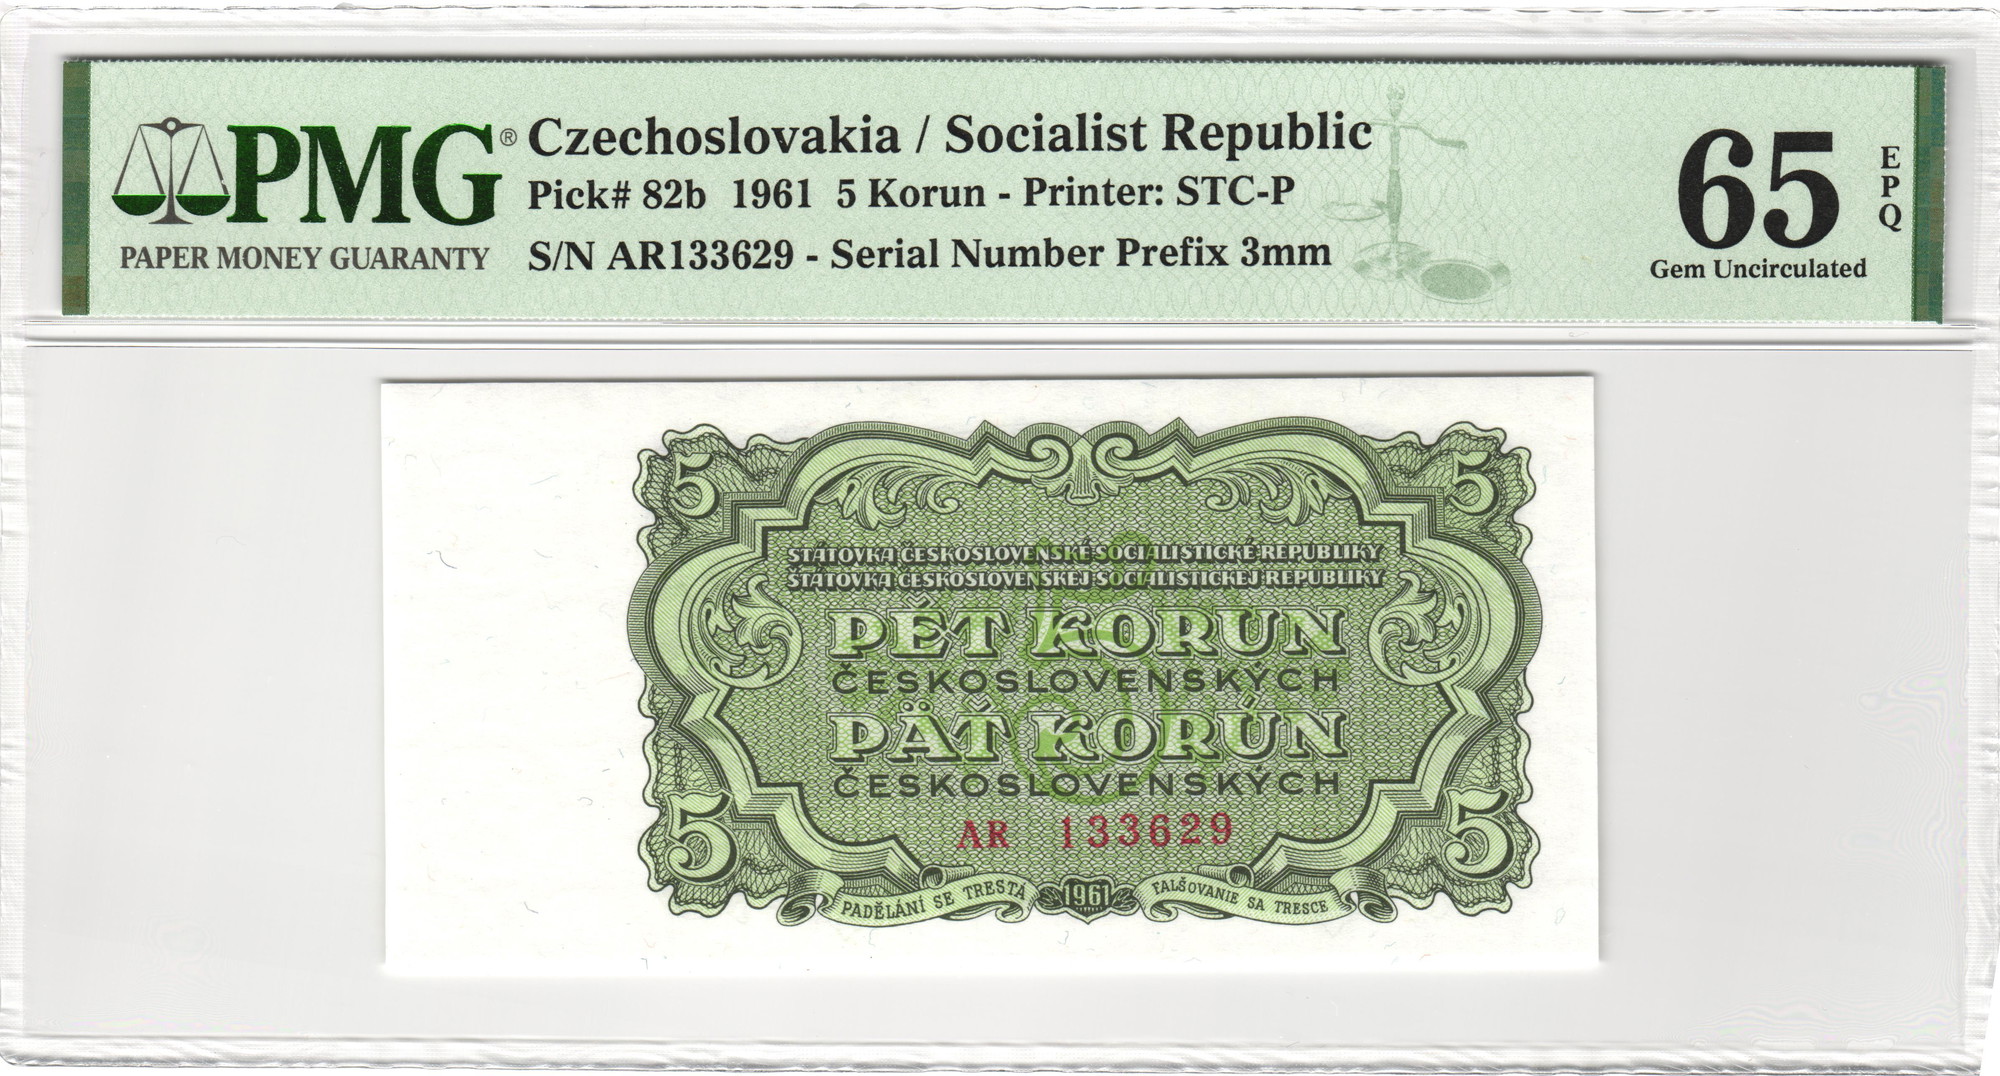 PMG®
PAPER MONEY GUARANTY
Czechoslovakia / Socialist Republic
Pick# 82b 1961 5 Korun - Printer: STC-P
S/N AR133629 - Serial Number Prefix 3mm
65
EPQ
Gem Uncirculated
5 5
STÁTOVKA ČESKOSLOVENSKÉ SOCIALISTICKÉ REPUBLIKY
ŠTÁTOVKA ČESKOSLOVENSKEJ SOCIALISTICKEJ REPUBLIKY
PĚT KORUN
ČESKOSLOVENSKÝCH
PÄŤ KORÚN
ČESKOSLOVENSKÝCH
AR 133629
5 5
PADĚLÁNÍ SE TRESTÁ 1961 FALŠOVANIE SA TRESCE